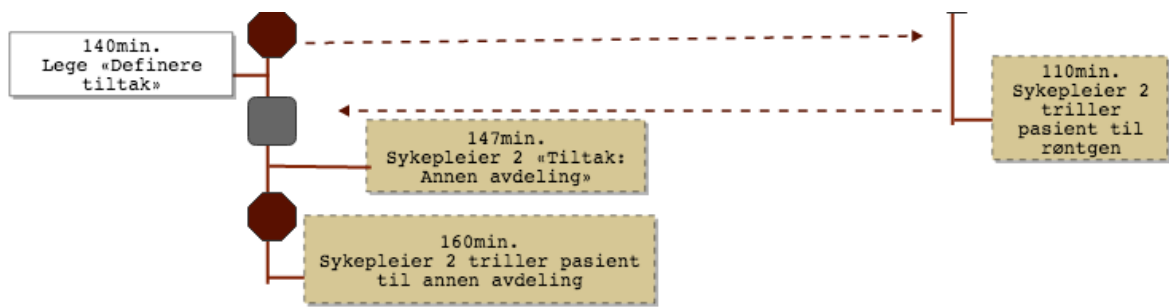 140min.
Lege «Definere
tiltak»
110min.
Sykepleier 2
triller
pasient til
røntgen
147min.
Sykepleier 2 «Tiltak:
Annen avdeling»
160min.
Sykepleier 2 triller pasient
til annen avdeling